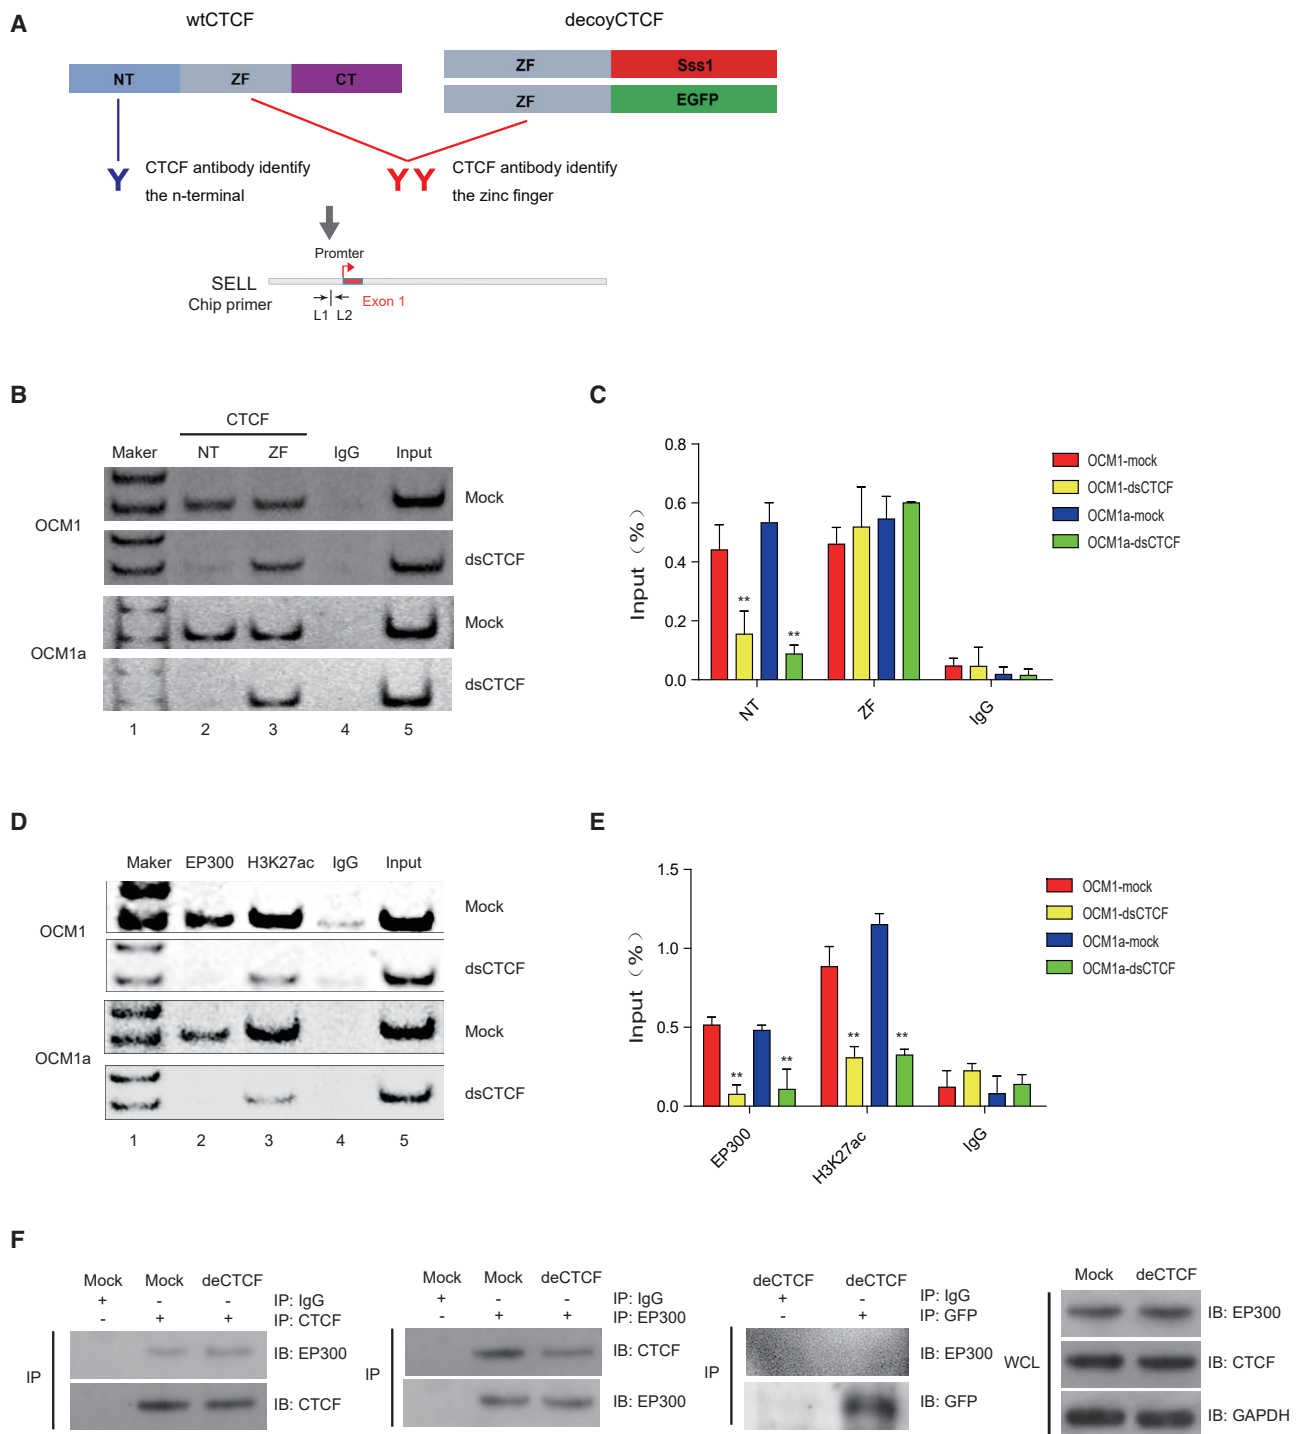 A
wtCTCF
decoyCTCF
NT
ZF
CT
ZF
Sss1
ZF
EGFP
Y
CTCF antibody identify
the n-terminal
YY
CTCF antibody identify
the zinc finger
Promter
SELL
Chip primer
Exon 1
L1
L2
B
CTCF
Maker
NT
ZF
IgG
Input
OCM1
Mock
dsCTCF
OCM1a
Mock
dsCTCF
1 2 3 4 5
C
Input (%)
0.8
0.6
0.4
0.2
0.0
**
**
NT
ZF
IgG
OCM1-mock
OCM1-dsCTCF
OCM1a-mock
OCM1a-dsCTCF
D
Maker EP300 H3K27ac IgG Input
OCM1
Mock
dsCTCF
OCM1a
Mock
dsCTCF
1 2 3 4 5
E
Input (%)
1.5
1.0
0.5
0.0
**
**
**
**
EP300
H3K27ac
IgG
OCM1-mock
OCM1-dsCTCF
OCM1a-mock
OCM1a-dsCTCF
F
Mock Mock deCTCF
+ - - IP: IgG
- + + IP: CTCF
IP
IB: EP300
IB: CTCF
Mock Mock deCTCF
+ - - IP: IgG
- + + IP: EP300
IP
IB: CTCF
IB: EP300
deCTCF deCTCF
+ - IP: IgG
- + IP: GFP
IP
IB: EP300
IB: GFP
Mock deCTCF
WCL
IB: EP300
IB: CTCF
IB: GAPDH